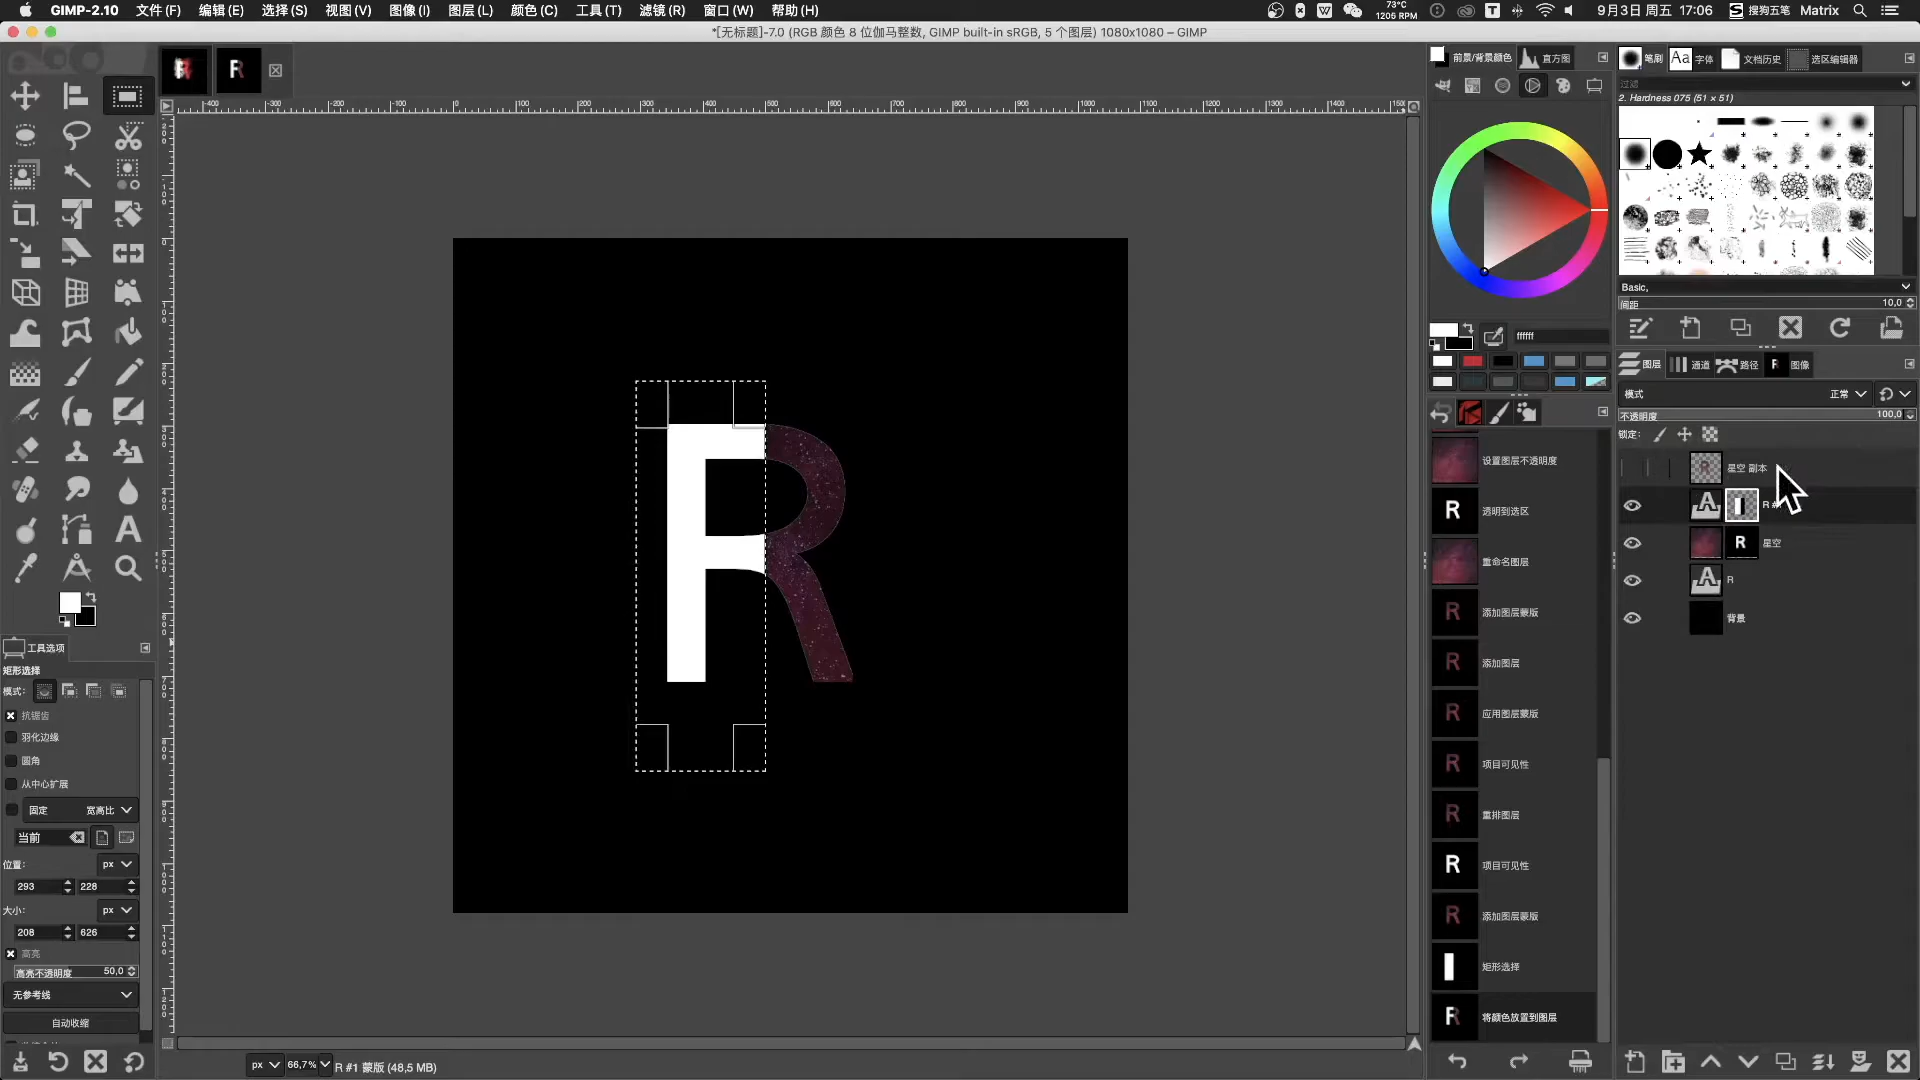 GIMP-2.10 文件 (F) 编辑 (E) 选择 (S) 视图 (V) 图像 (I) 图层 (L) 颜色 (C) 工具 (T) 滤镜 (R) 窗口 (W) 帮助 (H)
73°C
1206 RPM
9月3日 周五 17:06 搜狗五笔 Matrix
*[无标题]-7.0 (RGB 颜色 8 位伽马整数, GIMP built-in sRGB, 5 个图层) 1080x1080 – GIMP
前景/背景颜色 直方图
笔刷 Aa 字体 文档历史 选区编辑器
过滤
2. Hardness 075 (51 × 51)
Basic,
间距 10,0
ffffff
图层 通道 路径 图像
模式 正常
不透明度 100,0
锁定:
星空 副本
R #
星空
R
背景
设置图层不透明度
透明到选区
重命名图层
添加图层蒙版
添加图层
应用图层蒙版
项目可见性
重排图层
项目可见性
添加图层蒙版
矩形选择
将颜色放置到图层
工具选项
矩形选择
模式:
抗锯齿
羽化边缘
圆角
从中心扩展
固定 宽高比
当前
位置: px
293 228
大小: px
208 626
高亮
高亮不透明度 50,0
无参考线
自动收缩
R
px 66,7% R #1 蒙版 (48,5 MB)